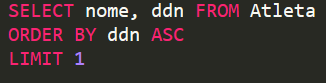 SELECT nome, ddn FROM Atleta
ORDER BY ddn ASC
LIMIT 1